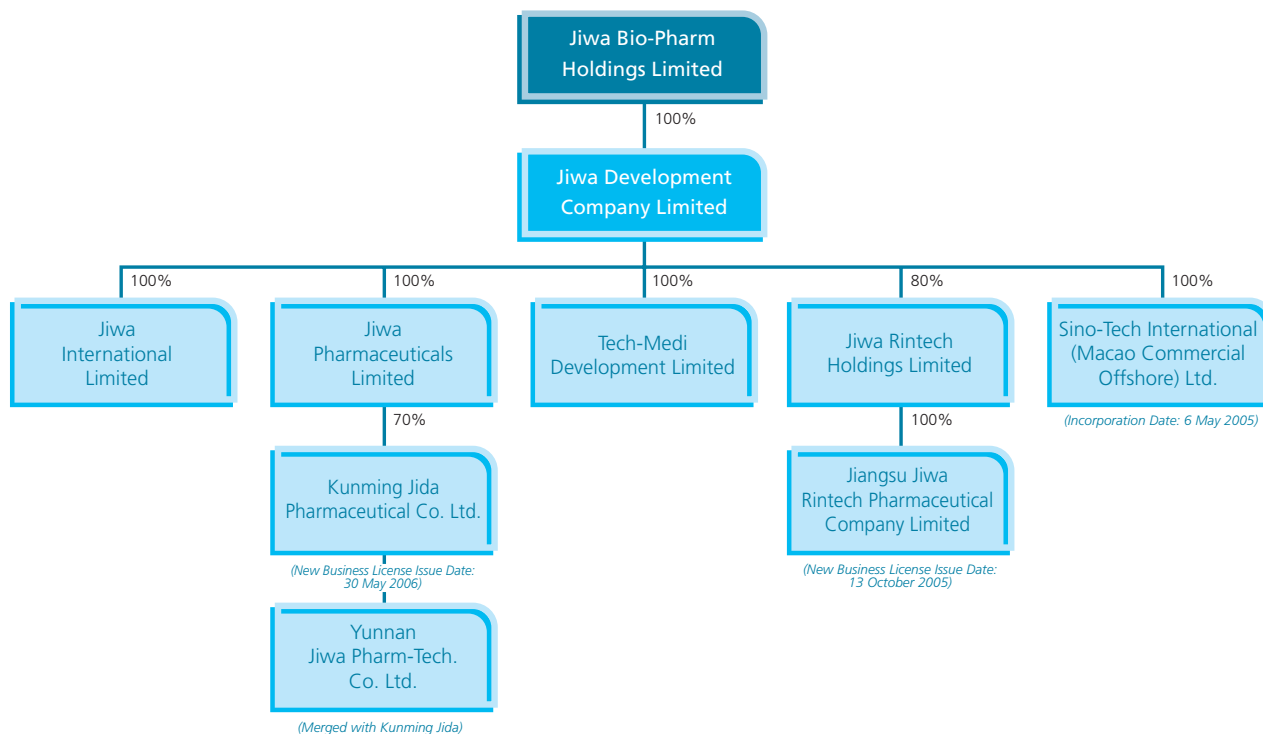 Jiwa Bio-Pharm
Holdings Limited
100%
Jiwa Development
Company Limited
100%
100%
100%
80%
100%
Jiwa
International
Limited
Jiwa
Pharmaceuticals
Limited
Tech-Medi
Development Limited
Jiwa Rintech
Holdings Limited
Sino-Tech International
(Macao Commercial
Offshore) Ltd.
(Incorporation Date: 6 May 2005)
70%
100%
Kunming Jida
Pharmaceutical Co. Ltd.
Jiangsu Jiwa
Rintech Pharmaceutical
Company Limited
(New Business License Issue Date:
30 May 2006)
(New Business License Issue Date:
13 October 2005)
Yunnan
Jiwa Pharm-Tech.
Co. Ltd.
(Merged with Kunming Jida)